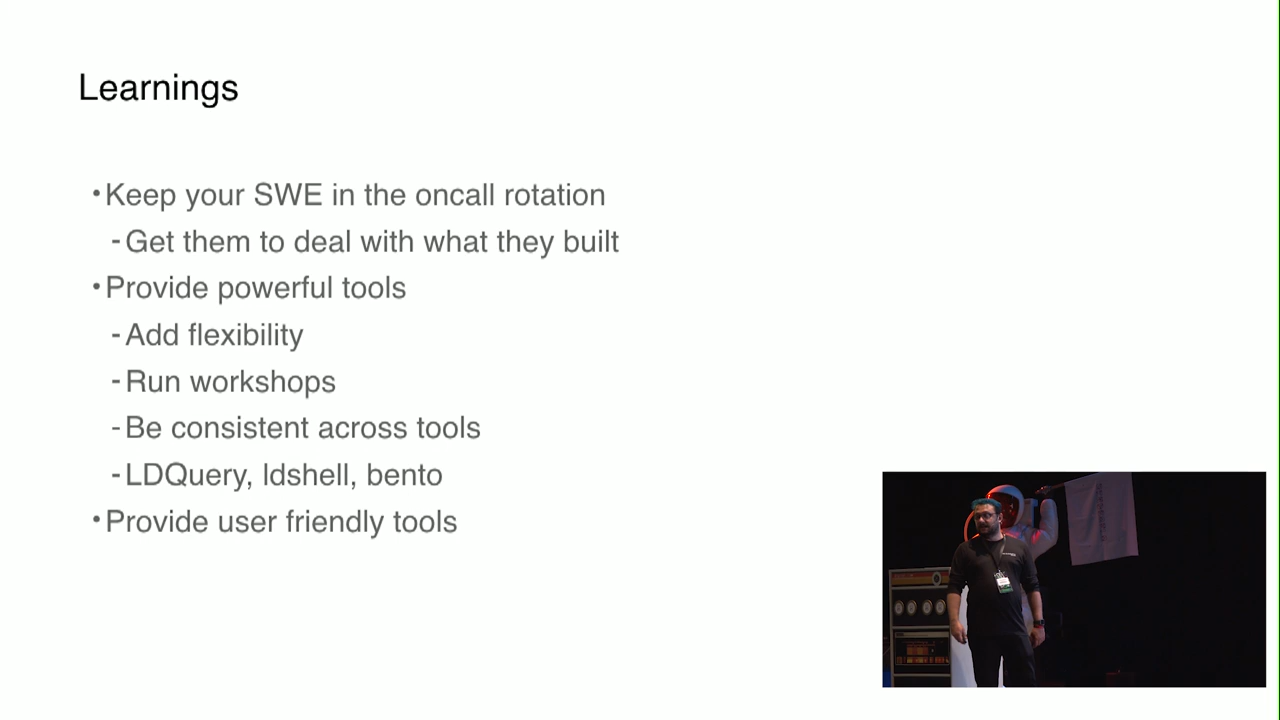 Learnings
•Keep your SWE in the oncall rotation
-Get them to deal with what they built
•Provide powerful tools
-Add flexibility
-Run workshops
-Be consistent across tools
-LDQuery, ldshell, bento
•Provide user friendly tools